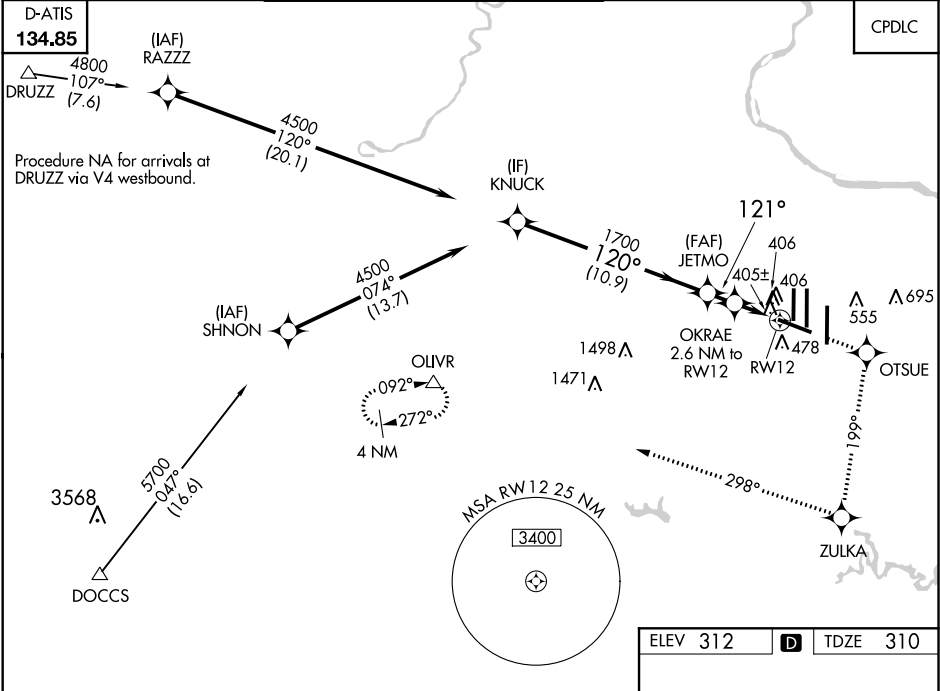 D-ATIS
134.85
CPDLC
(IAF)
RAZZZ
4800
107°
(7.6)
DRUZZ
4500
120°
(20.1)
Procedure NA for arrivals at
DRUZZ via V4 westbound.
(IF)
KNUCK
121°
1700
120°
(10.9)
(FAF)
JETMO
406
405±
406
695
555
4500
074°
(13.7)
(IAF)
SHNON
OKRAE
2.6 NM to
RW12
RW12
478
OTSUE
1498
1471
OLIVR
092°
272°
4 NM
199°
5700
047°
(16.6)
3568
DOCCS
298°
ZULKA
MSA RW12 25 NM
3400
ELEV 312
D
TDZE 310